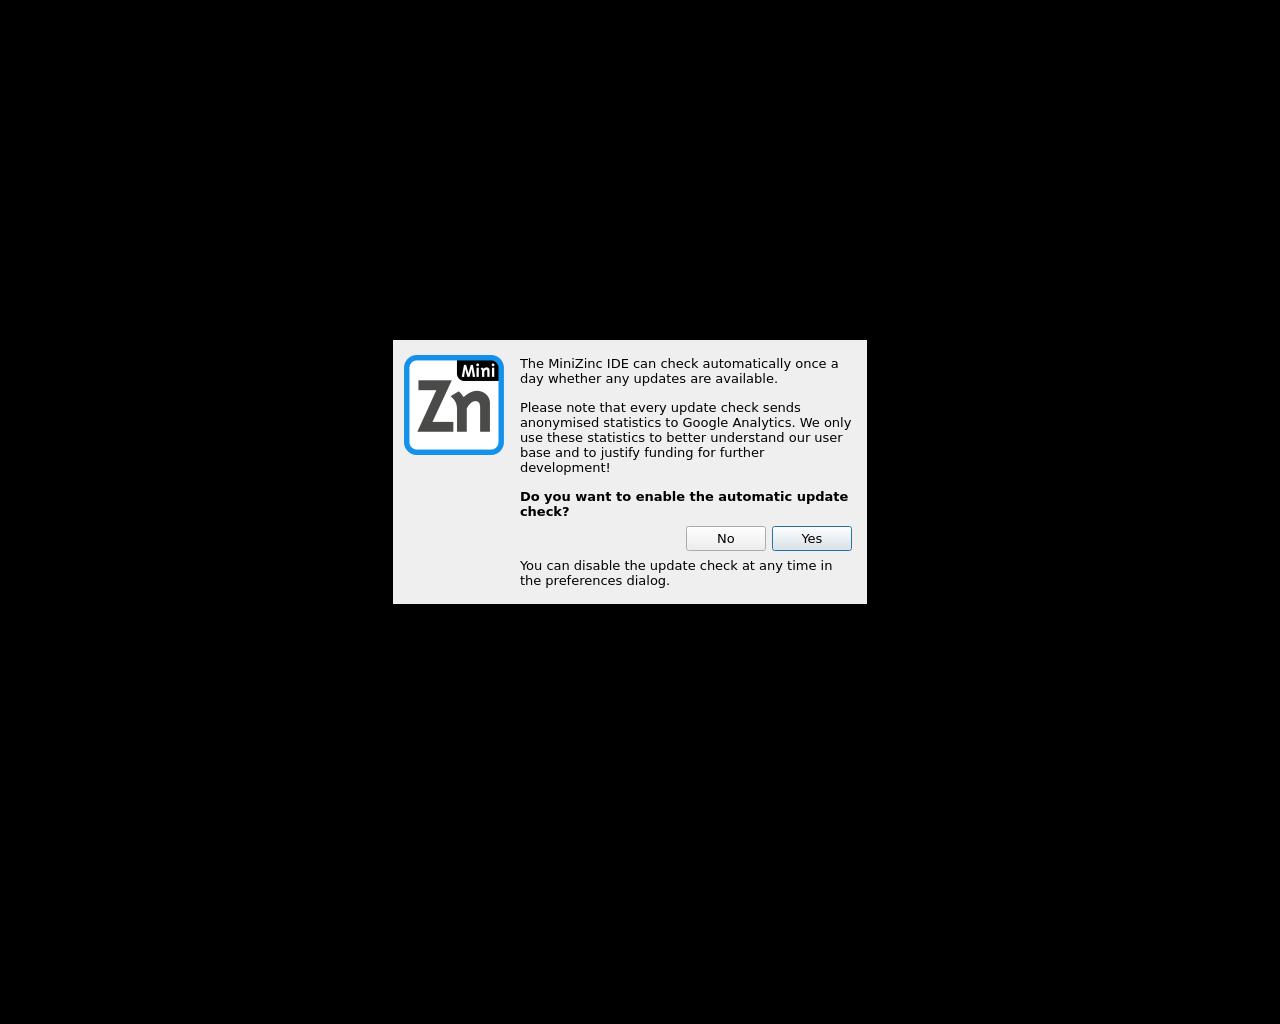 Mini
Zn
The MiniZinc IDE can check automatically once a
day whether any updates are available.
Please note that every update check sends
anonymised statistics to Google Analytics. We only
use these statistics to better understand our user
base and to justify funding for further
development!
Do you want to enable the automatic update
check?
No Yes
You can disable the update check at any time in
the preferences dialog.